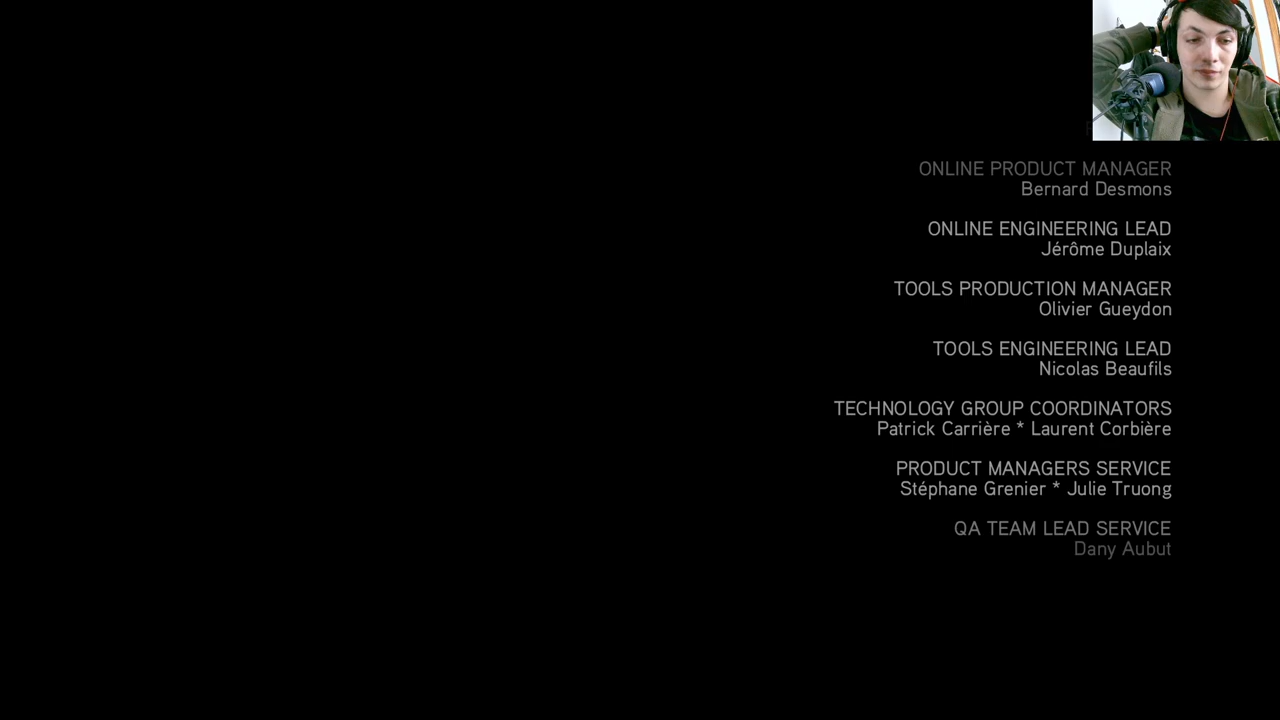 ONLINE PRODUCT MANAGER
Bernard Desmons
ONLINE ENGINEERING LEAD
Jérôme Duplaix
TOOLS PRODUCTION MANAGER
Olivier Gueydon
TOOLS ENGINEERING LEAD
Nicolas Beaufils
TECHNOLOGY GROUP COORDINATORS
Patrick Carrière * Laurent Corbière
PRODUCT MANAGERS SERVICE
Stéphane Grenier * Julie Truong
QA TEAM LEAD SERVICE
Dany Aubut